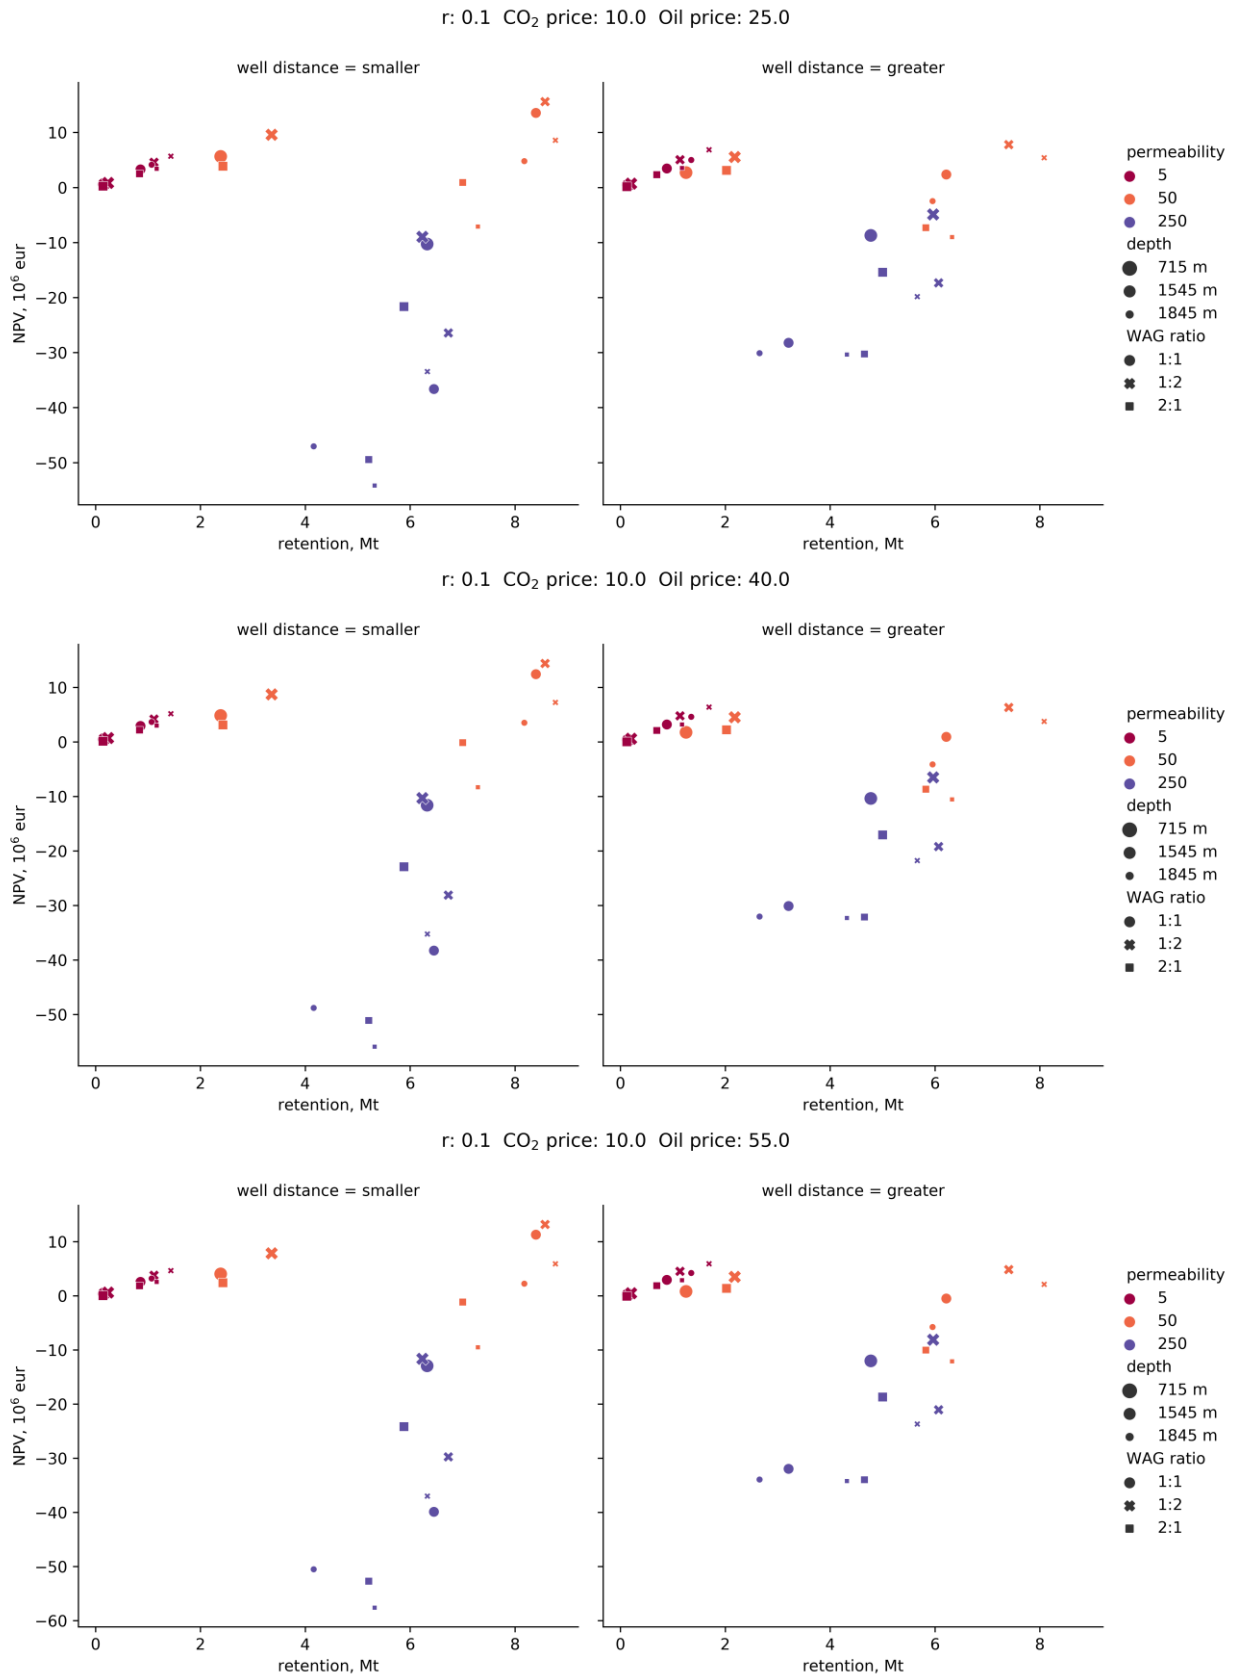 r: 0.1 CO₂ price: 10.0 Oil price: 25.0
well distance = smaller
well distance = greater
10
0
−10
−20
−30
−40
−50
NPV, 10⁶ eur
0 2 4 6 8
retention, Mt
0 2 4 6 8
retention, Mt
permeability
5
50
250
depth
715 m
1545 m
1845 m
WAG ratio
1:1
1:2
2:1
r: 0.1 CO₂ price: 10.0 Oil price: 40.0
well distance = smaller
well distance = greater
10
0
−10
−20
−30
−40
−50
NPV, 10⁶ eur
0 2 4 6 8
retention, Mt
0 2 4 6 8
retention, Mt
permeability
5
50
250
depth
715 m
1545 m
1845 m
WAG ratio
1:1
1:2
2:1
r: 0.1 CO₂ price: 10.0 Oil price: 55.0
well distance = smaller
well distance = greater
10
0
−10
−20
−30
−40
−50
−60
NPV, 10⁶ eur
0 2 4 6 8
retention, Mt
0 2 4 6 8
retention, Mt
permeability
5
50
250
depth
715 m
1545 m
1845 m
WAG ratio
1:1
1:2
2:1